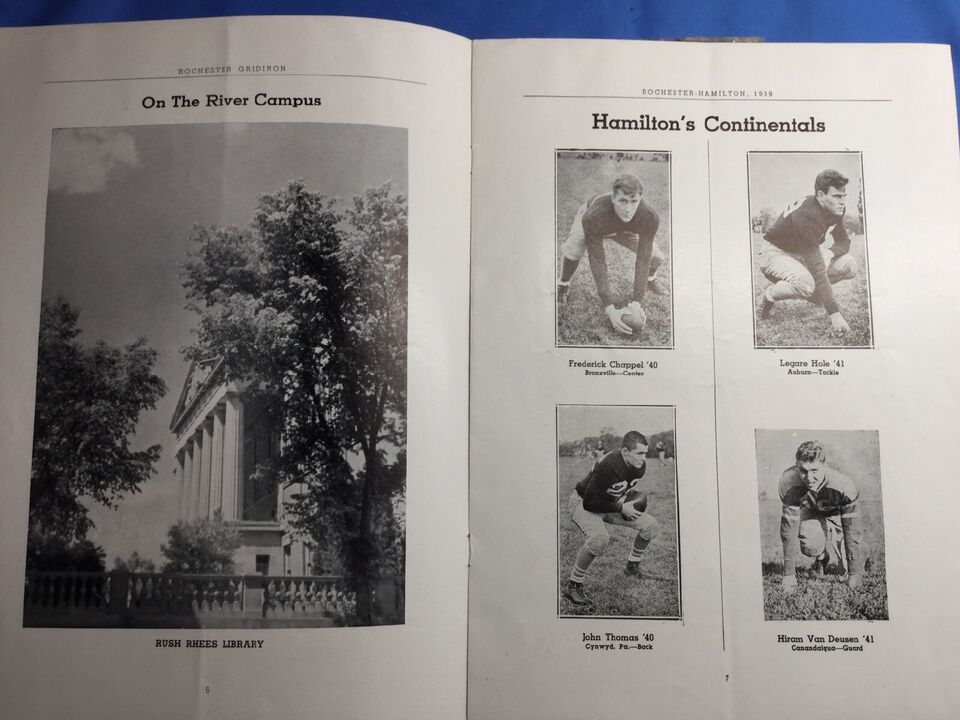 ROCHESTER GRIDIRON
On The River Campus
RUSH RHEES LIBRARY
6
ROCHESTER-HAMILTON, 1939
Hamilton's Continentals
Frederick Chappel '40
Bronxville—Center
Legare Hole '41
Auburn—Tackle
John Thomas '40
Cynwyd, Pa.—Back
Hiram Van Deusen '41
Canandaigua—Guard
7